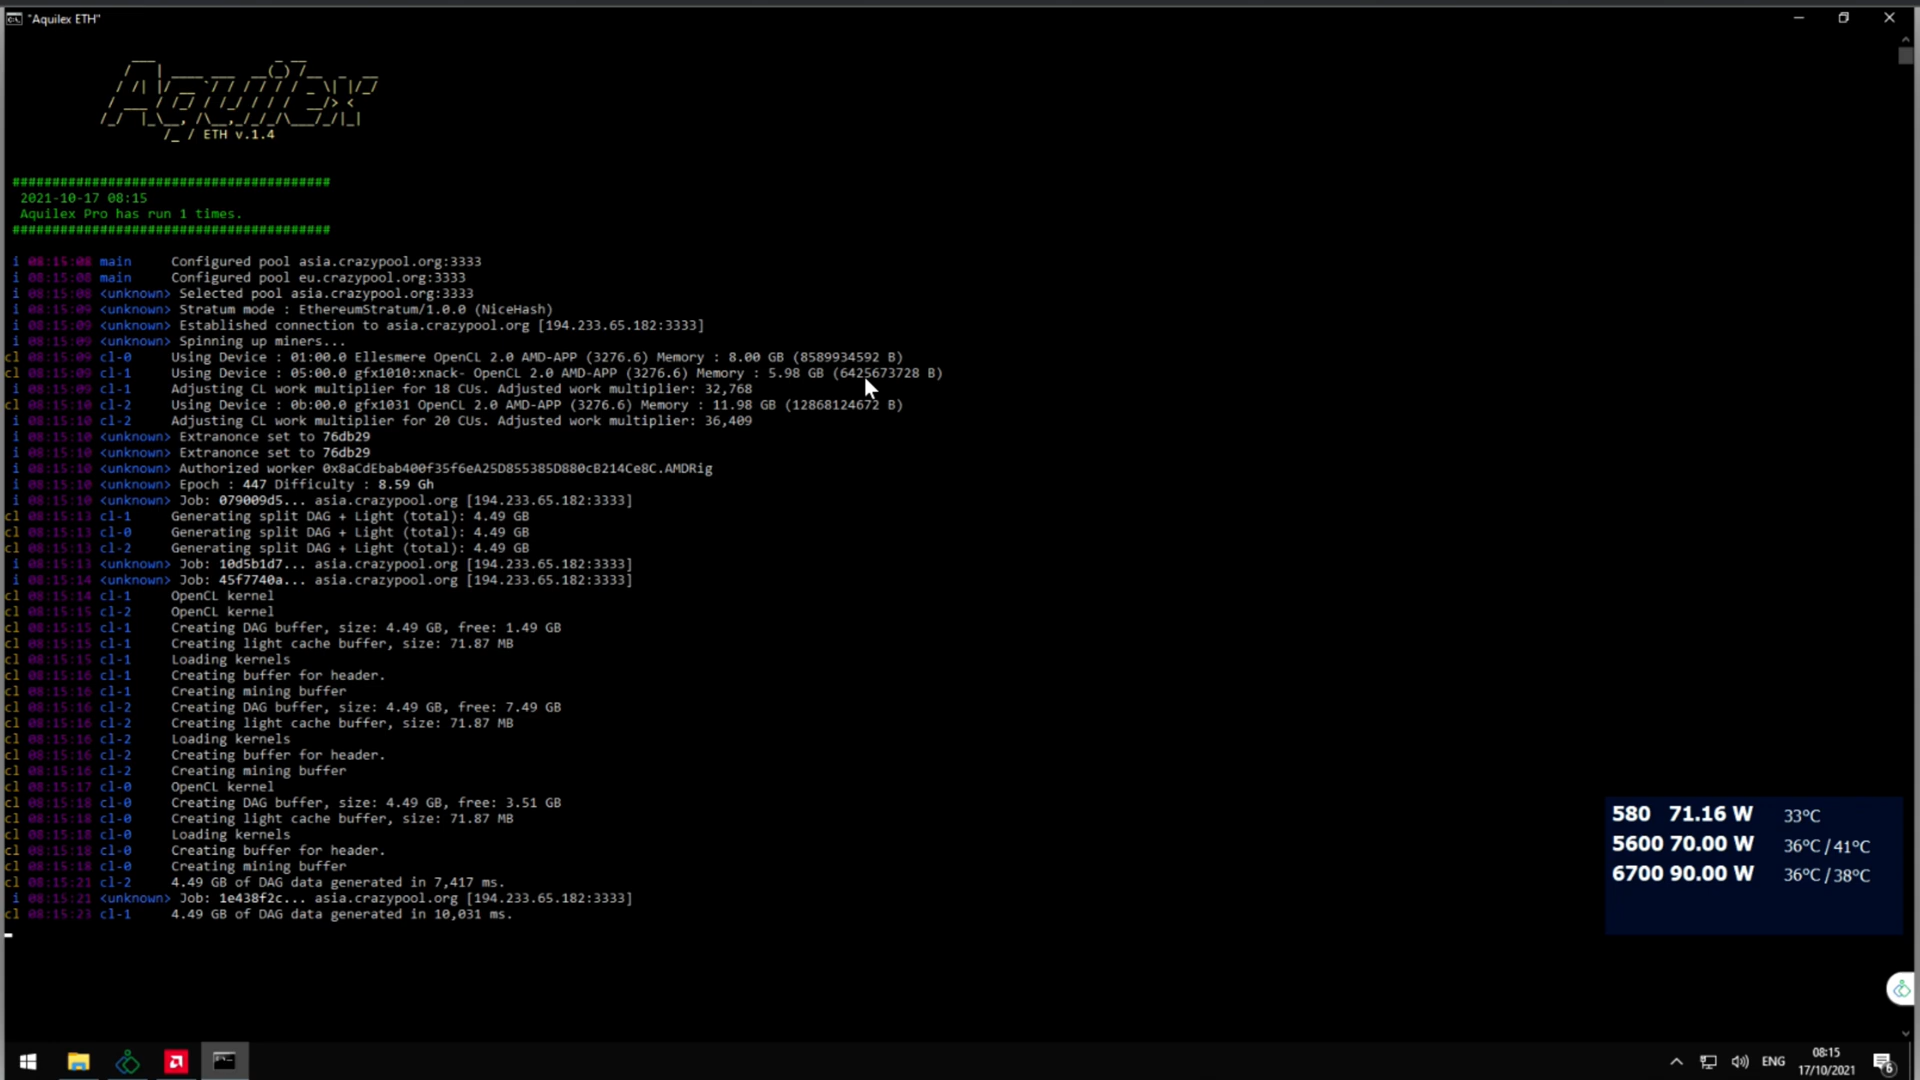 "Aquilex ETH"
Aquilex
ETH v.1.4
########################################
2021-10-17 08:15
Aquilex Pro has run 1 times.
########################################
i 08:15:08 main Configured pool asia.crazypool.org:3333
i 08:15:08 main Configured pool eu.crazypool.org:3333
i 08:15:08 <unknown> Selected pool asia.crazypool.org:3333
i 08:15:09 <unknown> Stratum mode : EthereumStratum/1.0.0 (NiceHash)
i 08:15:09 <unknown> Established connection to asia.crazypool.org [194.233.65.182:3333]
i 08:15:09 <unknown> Spinning up miners...
cl 08:15:09 cl-0 Using Device : 01:00.0 Ellesmere OpenCL 2.0 AMD-APP (3276.6) Memory : 8.00 GB (8589934592 B)
cl 08:15:09 cl-1 Using Device : 05:00.0 gfx1010:xnack- OpenCL 2.0 AMD-APP (3276.6) Memory : 5.98 GB (6425673728 B)
i 08:15:09 cl-1 Adjusting CL work multiplier for 18 CUs. Adjusted work multiplier: 32,768
cl 08:15:10 cl-2 Using Device : 0b:00.0 gfx1031 OpenCL 2.0 AMD-APP (3276.6) Memory : 11.98 GB (12868124672 B)
i 08:15:10 cl-2 Adjusting CL work multiplier for 20 CUs. Adjusted work multiplier: 36,409
i 08:15:10 <unknown> Extranonce set to 76db29
i 08:15:10 <unknown> Extranonce set to 76db29
i 08:15:10 <unknown> Authorized worker 0x8aCdEbab400f35f6eA25D855385D880cB214Ce8C.AMDRig
i 08:15:10 <unknown> Epoch : 447 Difficulty : 8.59 Gh
i 08:15:10 <unknown> Job: 079009d5... asia.crazypool.org [194.233.65.182:3333]
cl 08:15:13 cl-1 Generating split DAG + Light (total): 4.49 GB
cl 08:15:13 cl-0 Generating split DAG + Light (total): 4.49 GB
cl 08:15:13 cl-2 Generating split DAG + Light (total): 4.49 GB
i 08:15:13 <unknown> Job: 10d5b1d7... asia.crazypool.org [194.233.65.182:3333]
i 08:15:14 <unknown> Job: 45f7740a... asia.crazypool.org [194.233.65.182:3333]
cl 08:15:14 cl-1 OpenCL kernel
cl 08:15:15 cl-2 OpenCL kernel
cl 08:15:15 cl-1 Creating DAG buffer, size: 4.49 GB, free: 1.49 GB
cl 08:15:15 cl-1 Creating light cache buffer, size: 71.87 MB
cl 08:15:15 cl-1 Loading kernels
cl 08:15:16 cl-1 Creating buffer for header.
cl 08:15:16 cl-1 Creating mining buffer
cl 08:15:16 cl-2 Creating DAG buffer, size: 4.49 GB, free: 7.49 GB
cl 08:15:16 cl-2 Creating light cache buffer, size: 71.87 MB
cl 08:15:16 cl-2 Loading kernels
cl 08:15:16 cl-2 Creating buffer for header.
cl 08:15:16 cl-2 Creating mining buffer
cl 08:15:17 cl-0 OpenCL kernel
cl 08:15:18 cl-0 Creating DAG buffer, size: 4.49 GB, free: 3.51 GB
cl 08:15:18 cl-0 Creating light cache buffer, size: 71.87 MB
cl 08:15:18 cl-0 Loading kernels
cl 08:15:18 cl-0 Creating buffer for header.
cl 08:15:18 cl-0 Creating mining buffer
cl 08:15:21 cl-2 4.49 GB of DAG data generated in 7,417 ms.
i 08:15:21 <unknown> Job: 1e438f2c... asia.crazypool.org [194.233.65.182:3333]
cl 08:15:23 cl-1 4.49 GB of DAG data generated in 10,031 ms.
580 71.16 W 33°C
5600 70.00 W 36°C / 41°C
6700 90.00 W 36°C / 38°C
ENG
08:15
17/10/2021
6